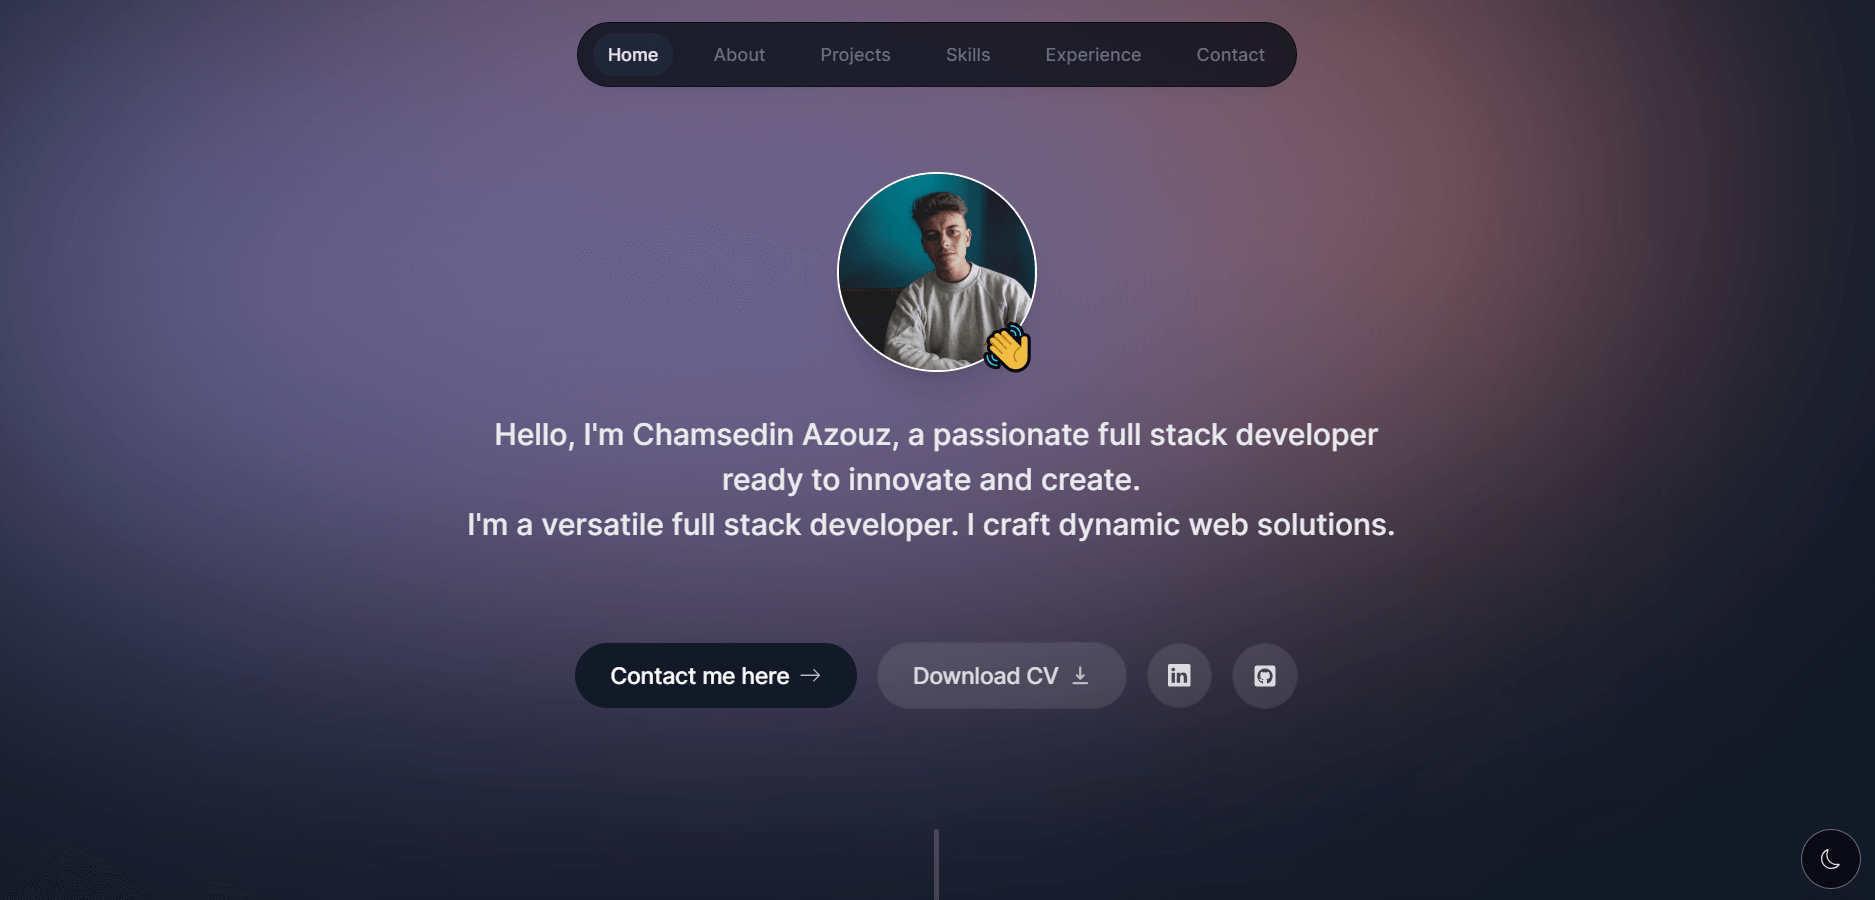 Home About Projects Skills Experience Contact
Hello, I'm Chamsedin Azouz, a passionate full stack developer
ready to innovate and create.
I'm a versatile full stack developer. I craft dynamic web solutions.
Contact me here
Download CV
in